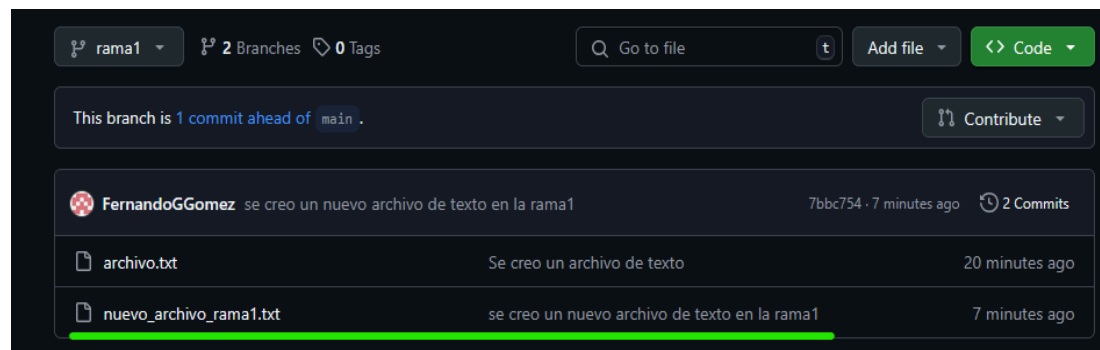 rama1 2 Branches 0 Tags Go to file t Add file Code
This branch is 1 commit ahead of main . Contribute
FernandoGGomez se creo un nuevo archivo de texto en la rama1 7bbc754 · 7 minutes ago 2 Commits
archivo.txt Se creo un archivo de texto 20 minutes ago
nuevo_archivo_rama1.txt se creo un nuevo archivo de texto en la rama1 7 minutes ago